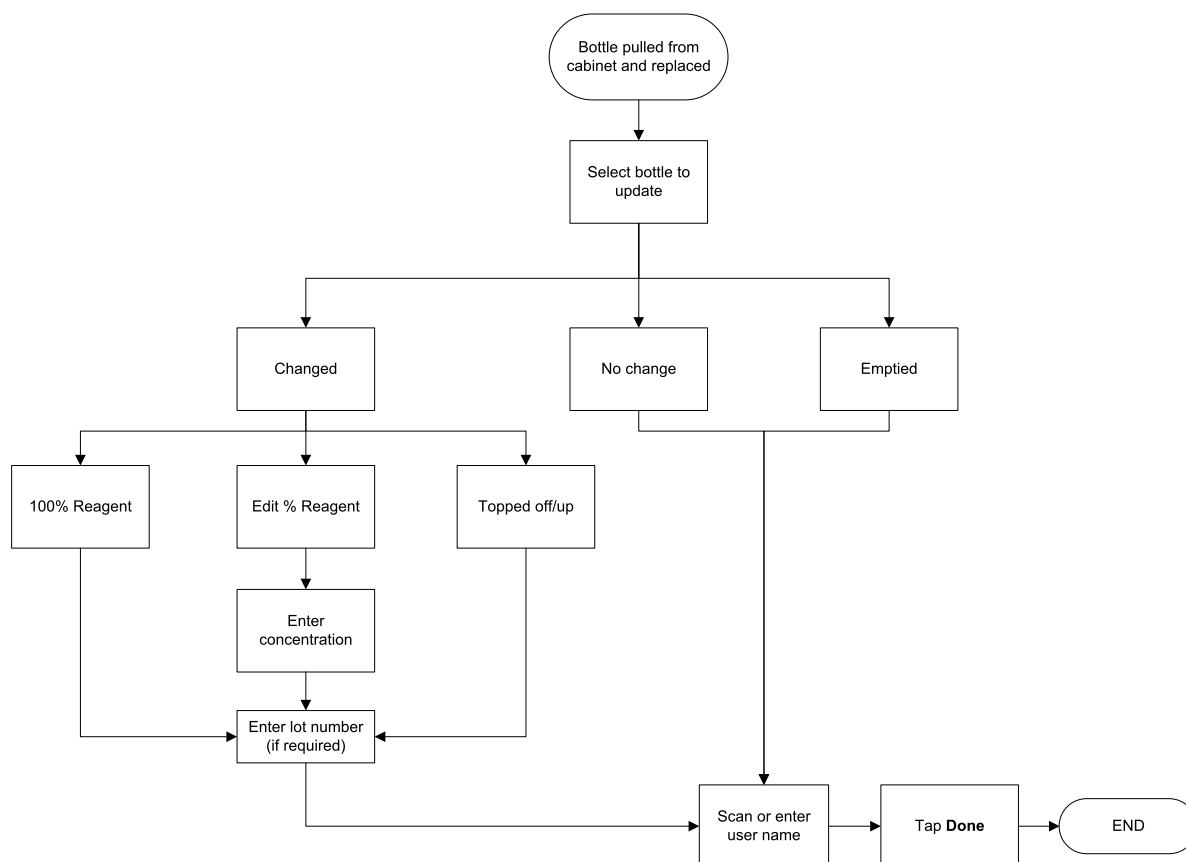 Bottle pulled from
cabinet and replaced
Select bottle to
update
Changed
No change
Emptied
100% Reagent
Edit % Reagent
Topped off/up
Enter
concentration
Enter lot number
(if required)
Scan or enter
user name
Tap Done
END